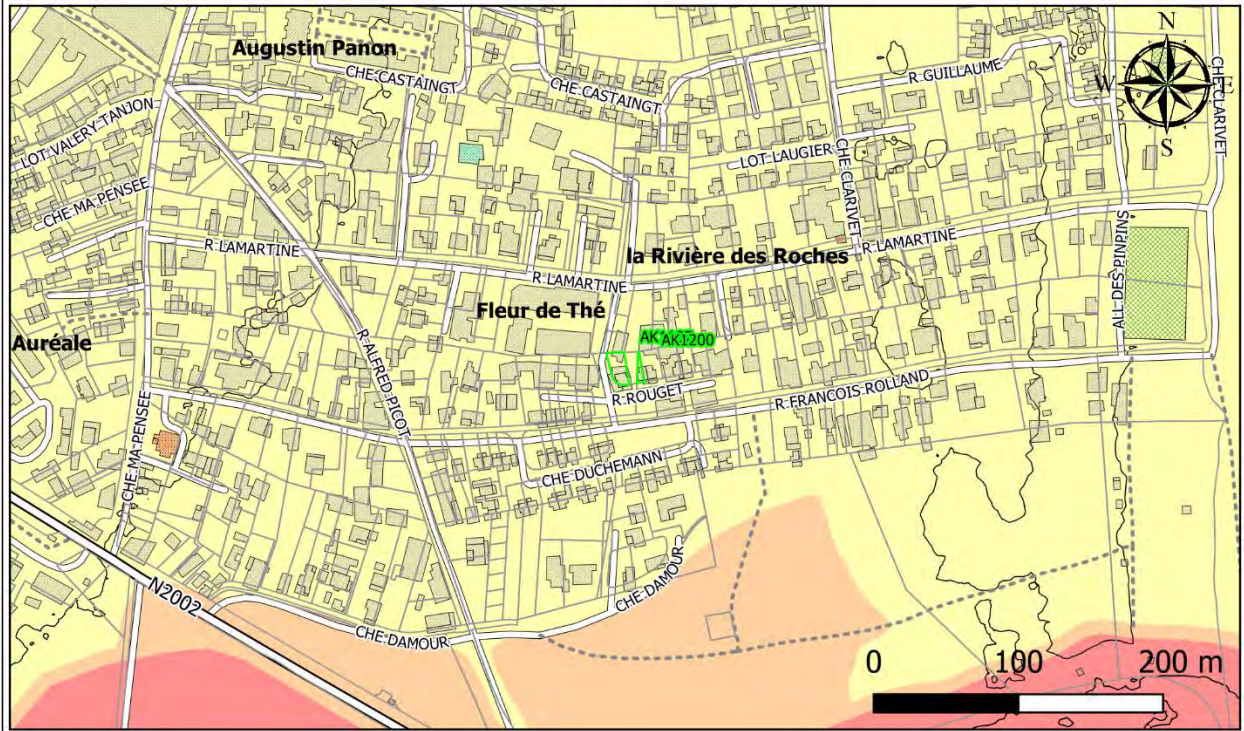 N
W
E
S
Augustin Panon
CHE CASTAINGT
CHE CASTAINGT
R GUILLAUME
CHE CLARIVET
LOT VALERY TANJON
LOT LAUGIER
CHE CLARIVET
CHE MA PENSEE
R LAMARTINE
R LAMARTINE
ALL DES PINPINS
la Rivière des Roches
R LAMARTINE
Fleur de Thé
Auréale
R ALFRED PICOT
AK1200
R ROUGET
R FRANCOIS ROLLAND
CHE MA PENSEE
CHE DUCHEMANN
CHE DAMOUR
N2002
CHE DAMOUR
0 100 200 m